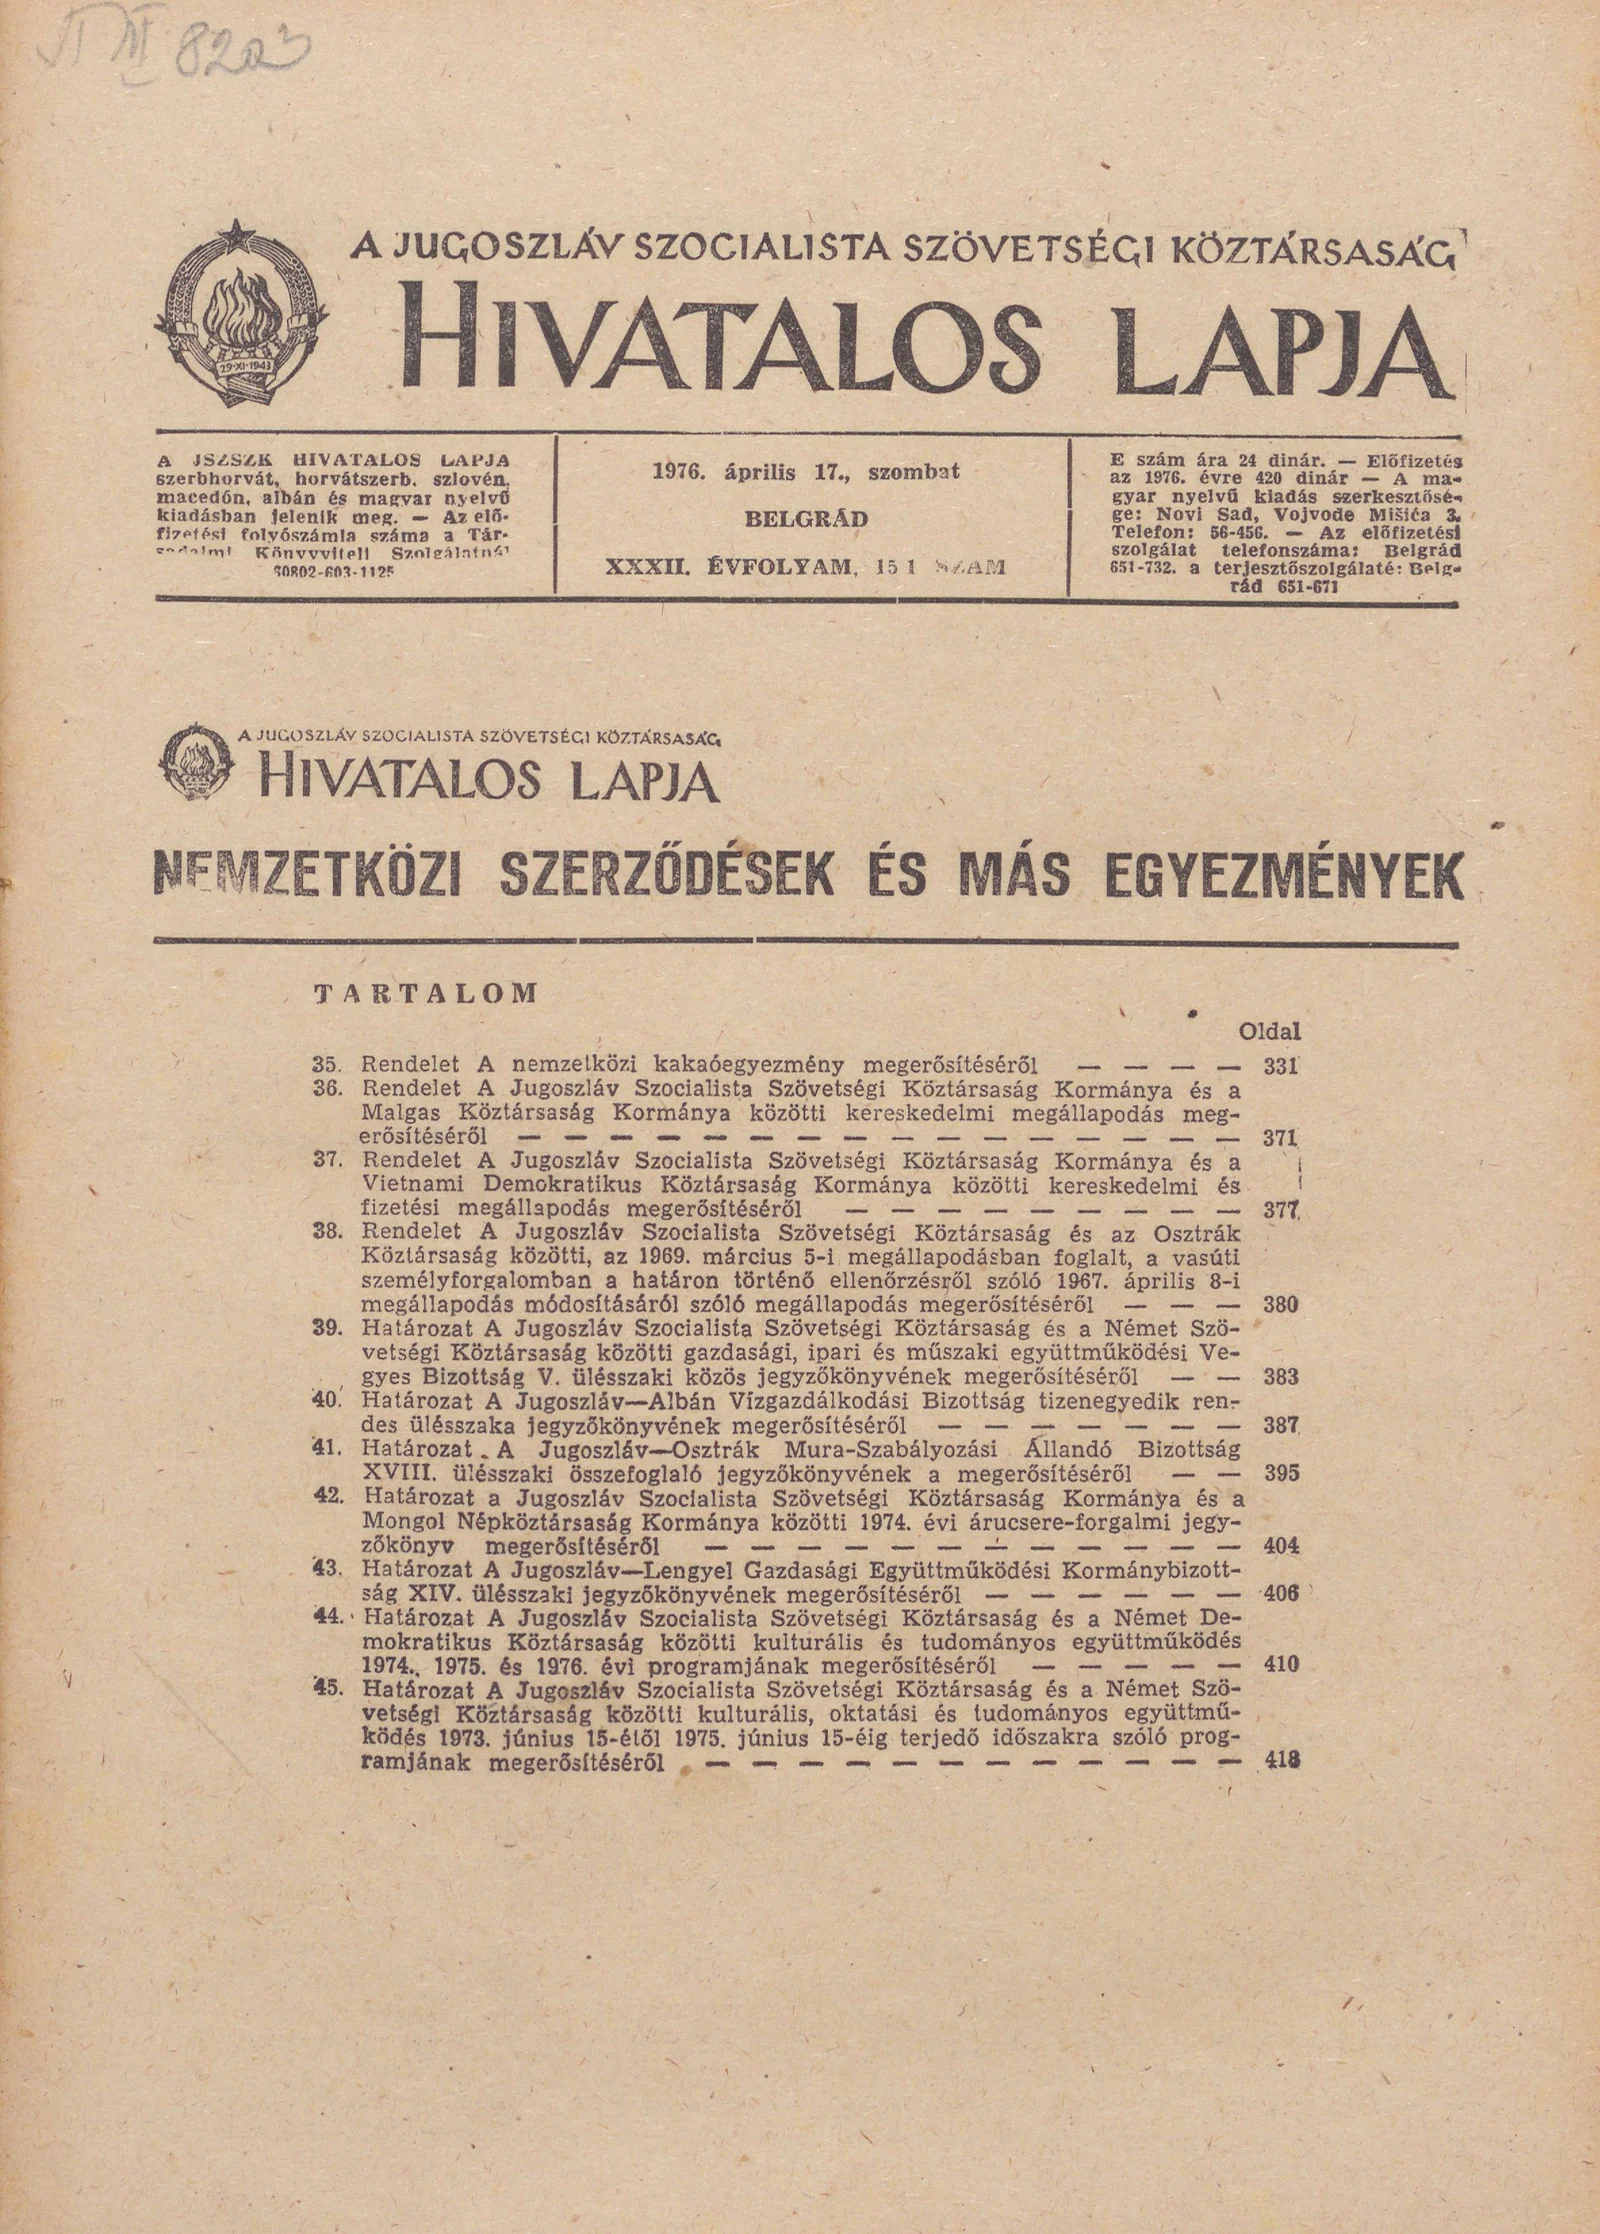 A JUGOSZLÁV SZOCIALISTA SZÖVETSÉGI KÖZTÁRSASÁG
HIVATALOS LAPJA
29·XI·1943
A JSZSZK HIVATALOS LAPJA
szerbhorvát, horvátszerb. szlovén,
macedón, albán és magyar nyelvű
kiadásban jelenik meg. — Az elő-
fizetési folyószámla száma a Tár-
sadalmi Könyvviteli Szolgálatnál
60802-603-1125
1976. április 17., szombat
BELGRÁD
XXXII. ÉVFOLYAM, SZÁM
E szám ára 24 dinár. — Előfizetés
az 1976. évre 420 dinár — A ma-
gyar nyelvű kiadás szerkesztősé-
ge: Novi Sad, Vojvode Mišića 3.
Telefon: 56-456. — Az előfizetési
szolgálat telefonszáma: Belgrád
651-732. a terjesztőszolgálaté: Belg-
rád 651-671
A JUGOSZLÁV SZOCIALISTA SZÖVETSÉGI KÖZTÁRSASÁG
HIVATALOS LAPJA
NEMZETKÖZI SZERZŐDÉSEK ÉS MÁS EGYEZMÉNYEK
TARTALOM
Oldal
35. Rendelet A nemzetközi kakaóegyezmény megerősítéséről — — — — 331
36. Rendelet A Jugoszláv Szocialista Szövetségi Köztársaság Kormánya és a
Malgas Köztársaság Kormánya közötti kereskedelmi megállapodás meg-
erősítéséről — — — — — — — — — — — — — — — — 371
37. Rendelet A Jugoszláv Szocialista Szövetségi Köztársaság Kormánya és a
Vietnami Demokratikus Köztársaság Kormánya közötti kereskedelmi és
fizetési megállapodás megerősítéséről — — — — — — — — — 377
38. Rendelet A Jugoszláv Szocialista Szövetségi Köztársaság és az Osztrák
Köztársaság közötti, az 1969. március 5-i megállapodásban foglalt, a vasúti
személyforgalomban a határon történő ellenőrzésről szóló 1967. április 8-i
megállapodás módosításáról szóló megállapodás megerősítéséről — — — 380
39. Határozat A Jugoszláv Szocialista Szövetségi Köztársaság és a Német Szö-
vetségi Köztársaság közötti gazdasági, ipari és műszaki együttműködési Ve-
gyes Bizottság V. ülésszaki közös jegyzőkönyvének megerősítéséről — — 383
40. Határozat A Jugoszláv—Albán Vízgazdálkodási Bizottság tizenegyedik ren-
des ülésszaka jegyzőkönyvének megerősítéséről — — — — — — — 387
41. Határozat A Jugoszláv—Osztrák Mura-Szabályozási Állandó Bizottság
XVIII. ülésszaki összefoglaló jegyzőkönyvének a megerősítéséről — — 395
42. Határozat a Jugoszláv Szocialista Szövetségi Köztársaság Kormánya és a
Mongol Népköztársaság Kormánya közötti 1974. évi árucsere-forgalmi jegy-
zőkönyv megerősítéséről — — — — — — — — — — — — 404
43. Határozat A Jugoszláv—Lengyel Gazdasági Együttműködési Kormánybizott-
ság XIV. ülésszaki jegyzőkönyvének megerősítéséről — — — — — — 406
44. Határozat A Jugoszláv Szocialista Szövetségi Köztársaság és a Német De-
mokratikus Köztársaság közötti kulturális és tudományos együttműködés
1974., 1975. és 1976. évi programjának megerősítéséről — — — — — 410
45. Határozat A Jugoszláv Szocialista Szövetségi Köztársaság és a Német Szö-
vetségi Köztársaság közötti kulturális, oktatási és tudományos együttmű-
ködés 1973. június 15-étől 1975. június 15-éig terjedő időszakra szóló prog-
ramjának megerősítéséről — — — — — — — — — — — — 418